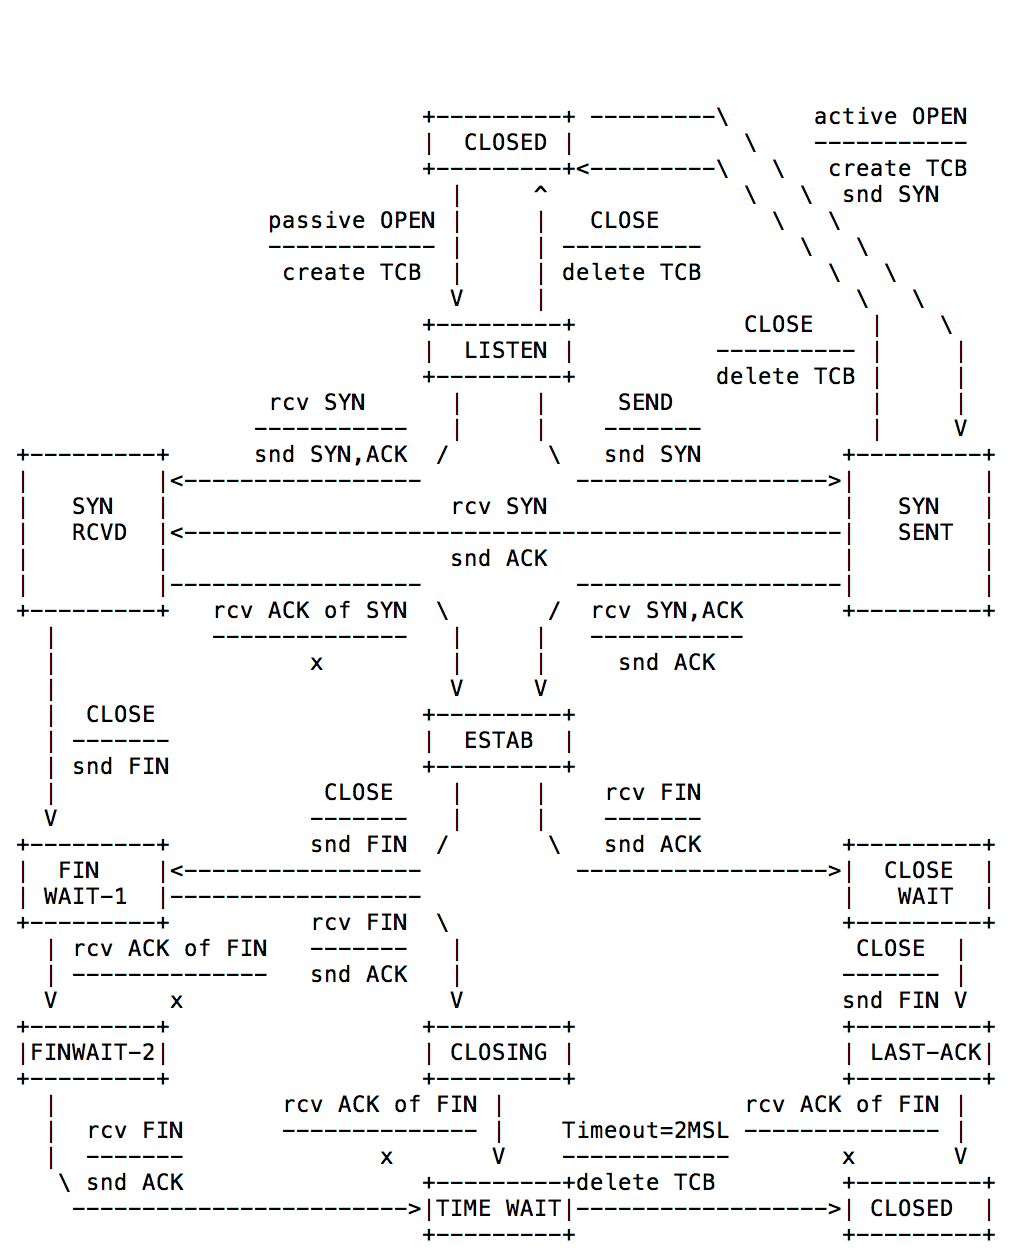 +---------+ ---------\      active OPEN
                             |  CLOSED |            \    -----------
                             +---------+<---------\   \   create TCB
                               |     ^              \   \  snd SYN
                  passive OPEN |     |   CLOSE        \   \
                  ------------ |     | ----------       \   \
                   create TCB  |     | delete TCB         \   \
                               V     |                      \   \
                             +---------+            CLOSE    |    \
                             |  LISTEN |          ---------- |     |
                             +---------+          delete TCB |     |
                  rcv SYN      |     |     SEND              |     |
                 -----------   |     |    -------            |     V
+---------+      snd SYN,ACK  /       \   snd SYN          +---------+
|         |<-----------------           ------------------>|         |
|   SYN   |                    rcv SYN                     |   SYN   |
|   RCVD  |<-----------------------------------------------|   SENT  |
|         |                    snd ACK                     |         |
|         |------------------           -------------------|         |
+---------+   rcv ACK of SYN  \       /  rcv SYN,ACK       +---------+
  |           --------------   |     |   -----------
  |                  x         |     |     snd ACK
  |                            V     V
  |  CLOSE                   +---------+
  | -------                  |  ESTAB  |
  | snd FIN                  +---------+
  |                   CLOSE    |     |    rcv FIN
  V                  -------   |     |    -------
+---------+          snd FIN  /       \   snd ACK          +---------+
|  FIN    |<-----------------           ------------------>|  CLOSE  |
| WAIT-1  |------------------                              |   WAIT  |
+---------+          rcv FIN  \                            +---------+
  | rcv ACK of FIN   -------   |                            CLOSE  |
  | --------------   snd ACK   |                           ------- |
  V        x                   V                           snd FIN V
+---------+                  +---------+                   +---------+
|FINWAIT-2|                  | CLOSING |                   | LAST-ACK|
+---------+                  +---------+                   +---------+
  |                rcv ACK of FIN |                 rcv ACK of FIN |
  |  rcv FIN       -------------- |    Timeout=2MSL -------------- |
  |  -------              x       V    ------------        x       V
   \ snd ACK                 +---------+delete TCB         +---------+
    ------------------------>|TIME WAIT|------------------>| CLOSED  |
                             +---------+                   +---------+